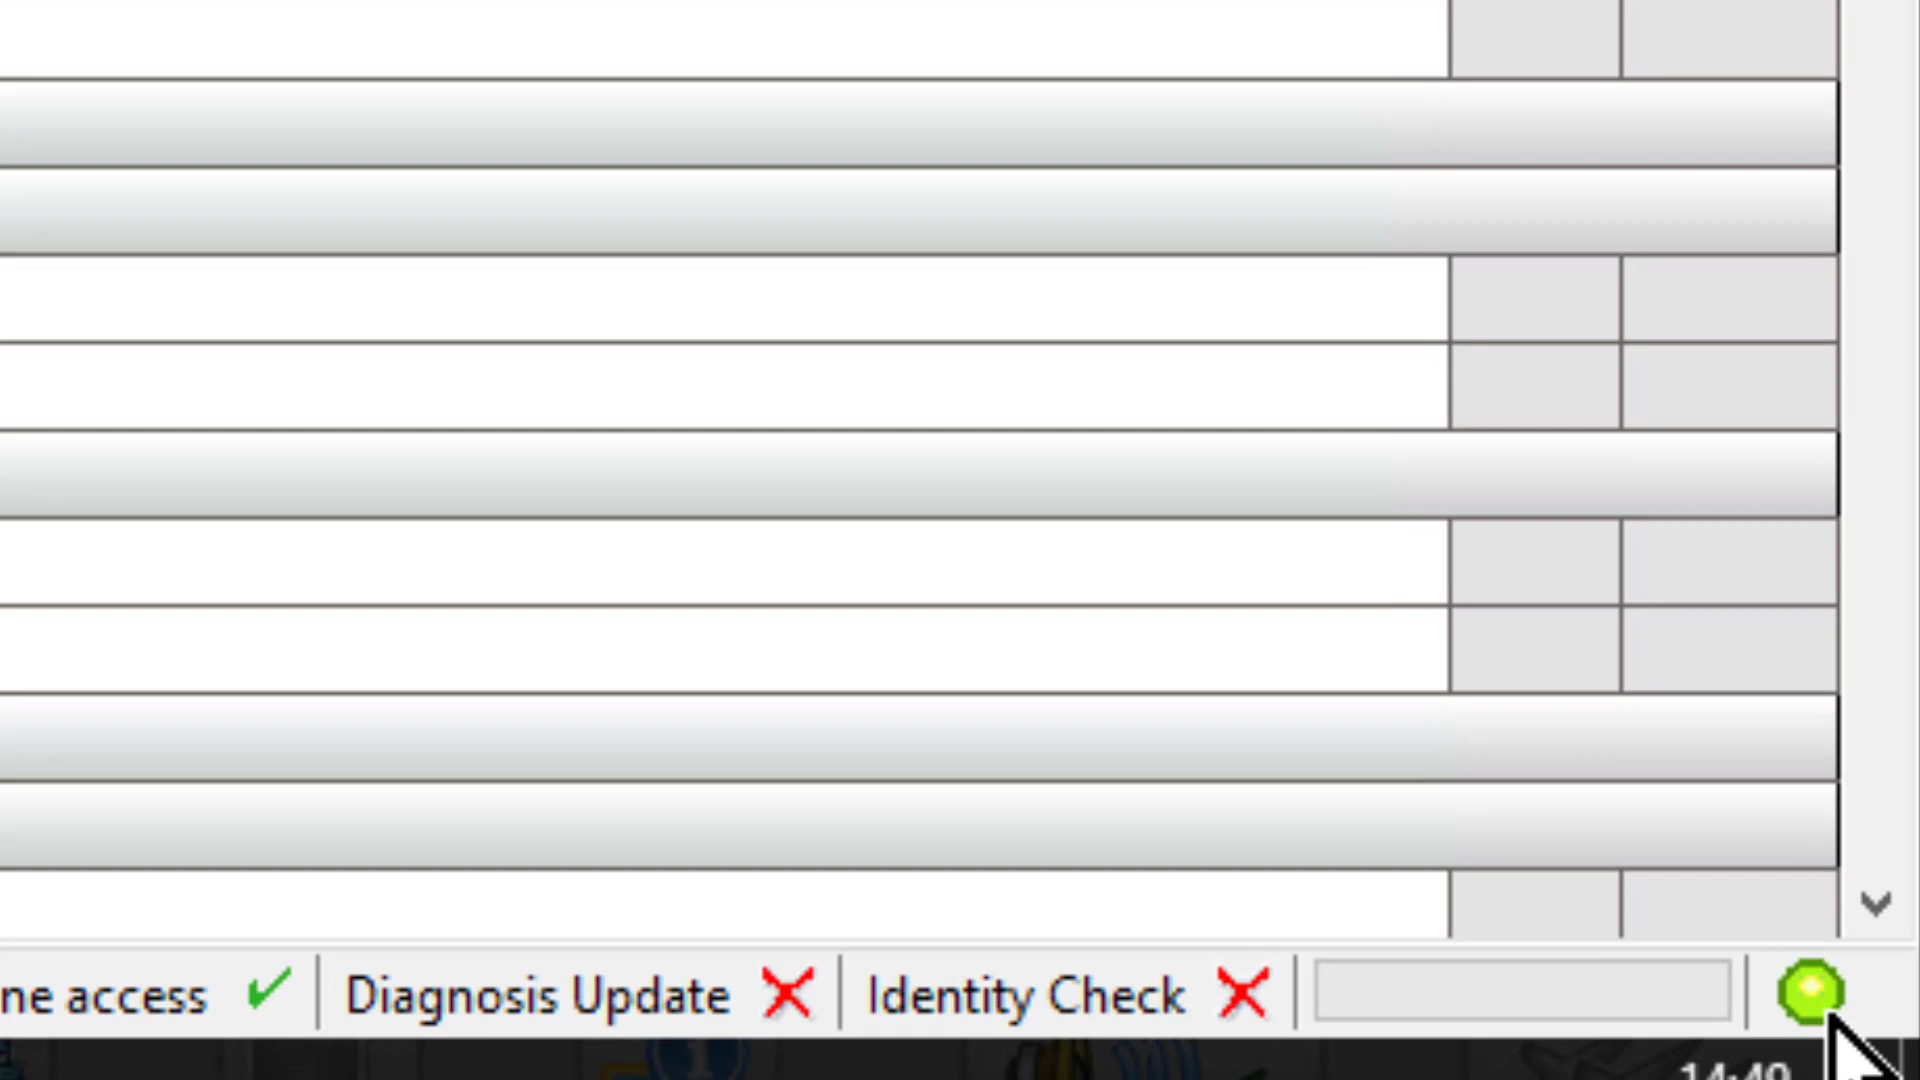 ne access
Diagnosis Update
Identity Check